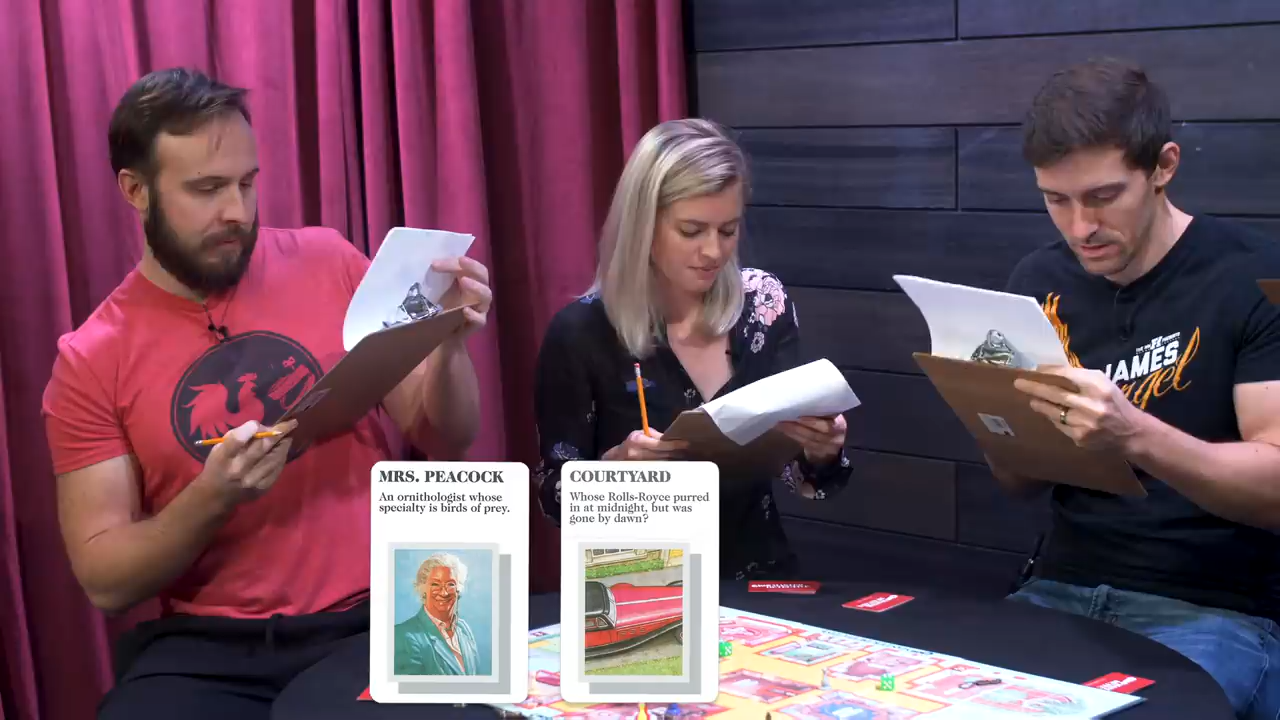 MRS. PEACOCK
An ornithologist whose
specialty is birds of prey.
COURTYARD
Whose Rolls-Royce purred
in at midnight, but was
gone by dawn?
JAMES